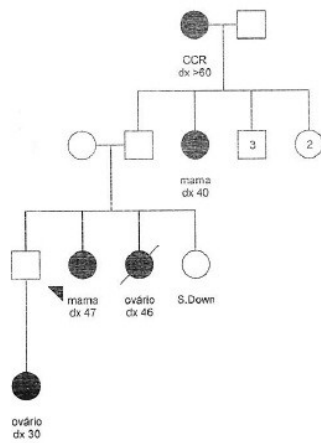 CCR
dx >60
3
2
mama
dx 40
mama
dx 47
ovário
dx 46
S.Down
ovário
dx 30